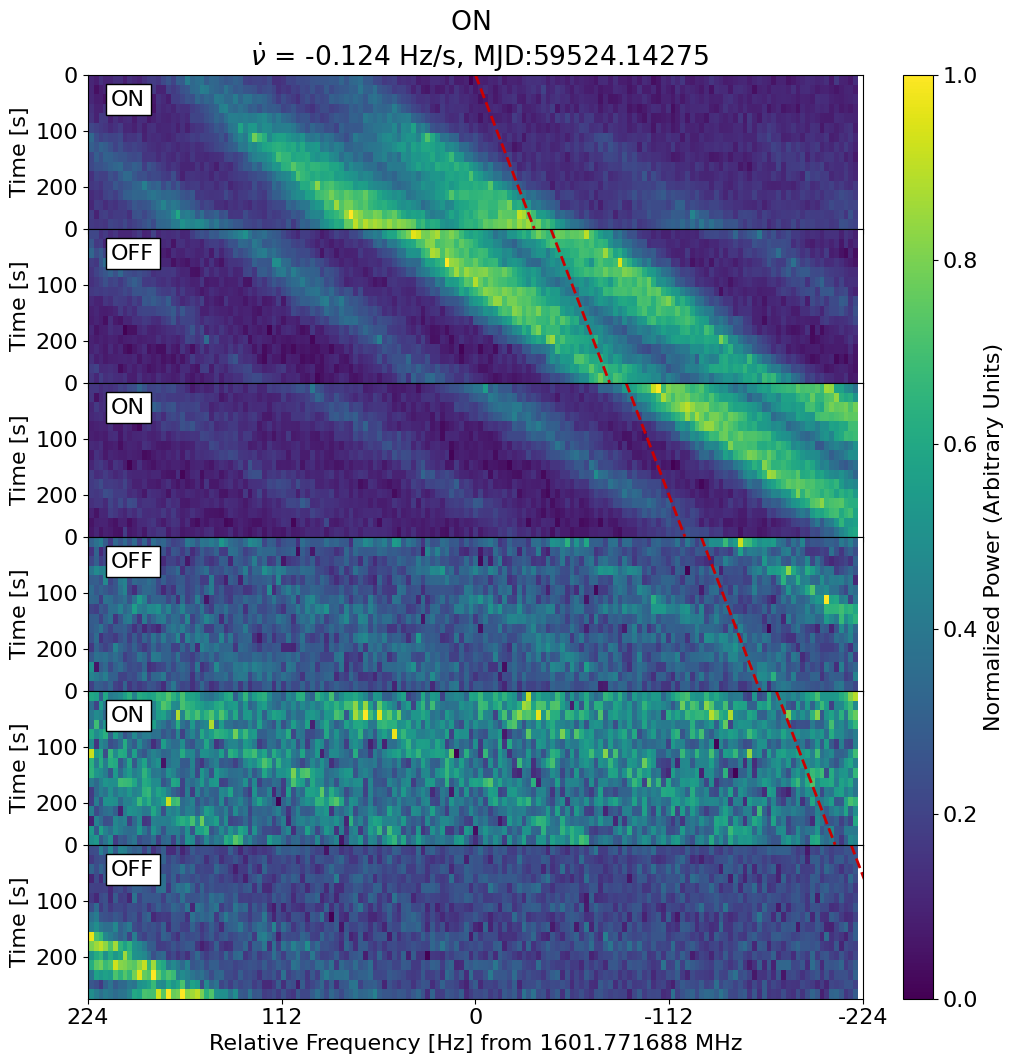 ON
ν̇ = -0.124 Hz/s, MJD:59524.14275
0
100
200
Time [s]
ON
0
100
200
Time [s]
OFF
0
100
200
Time [s]
ON
0
100
200
Time [s]
OFF
0
100
200
Time [s]
ON
0
100
200
Time [s]
OFF
224 112 0 -112 -224
Relative Frequency [Hz] from 1601.771688 MHz
1.0
0.8
0.6
0.4
0.2
0.0
Normalized Power (Arbitrary Units)